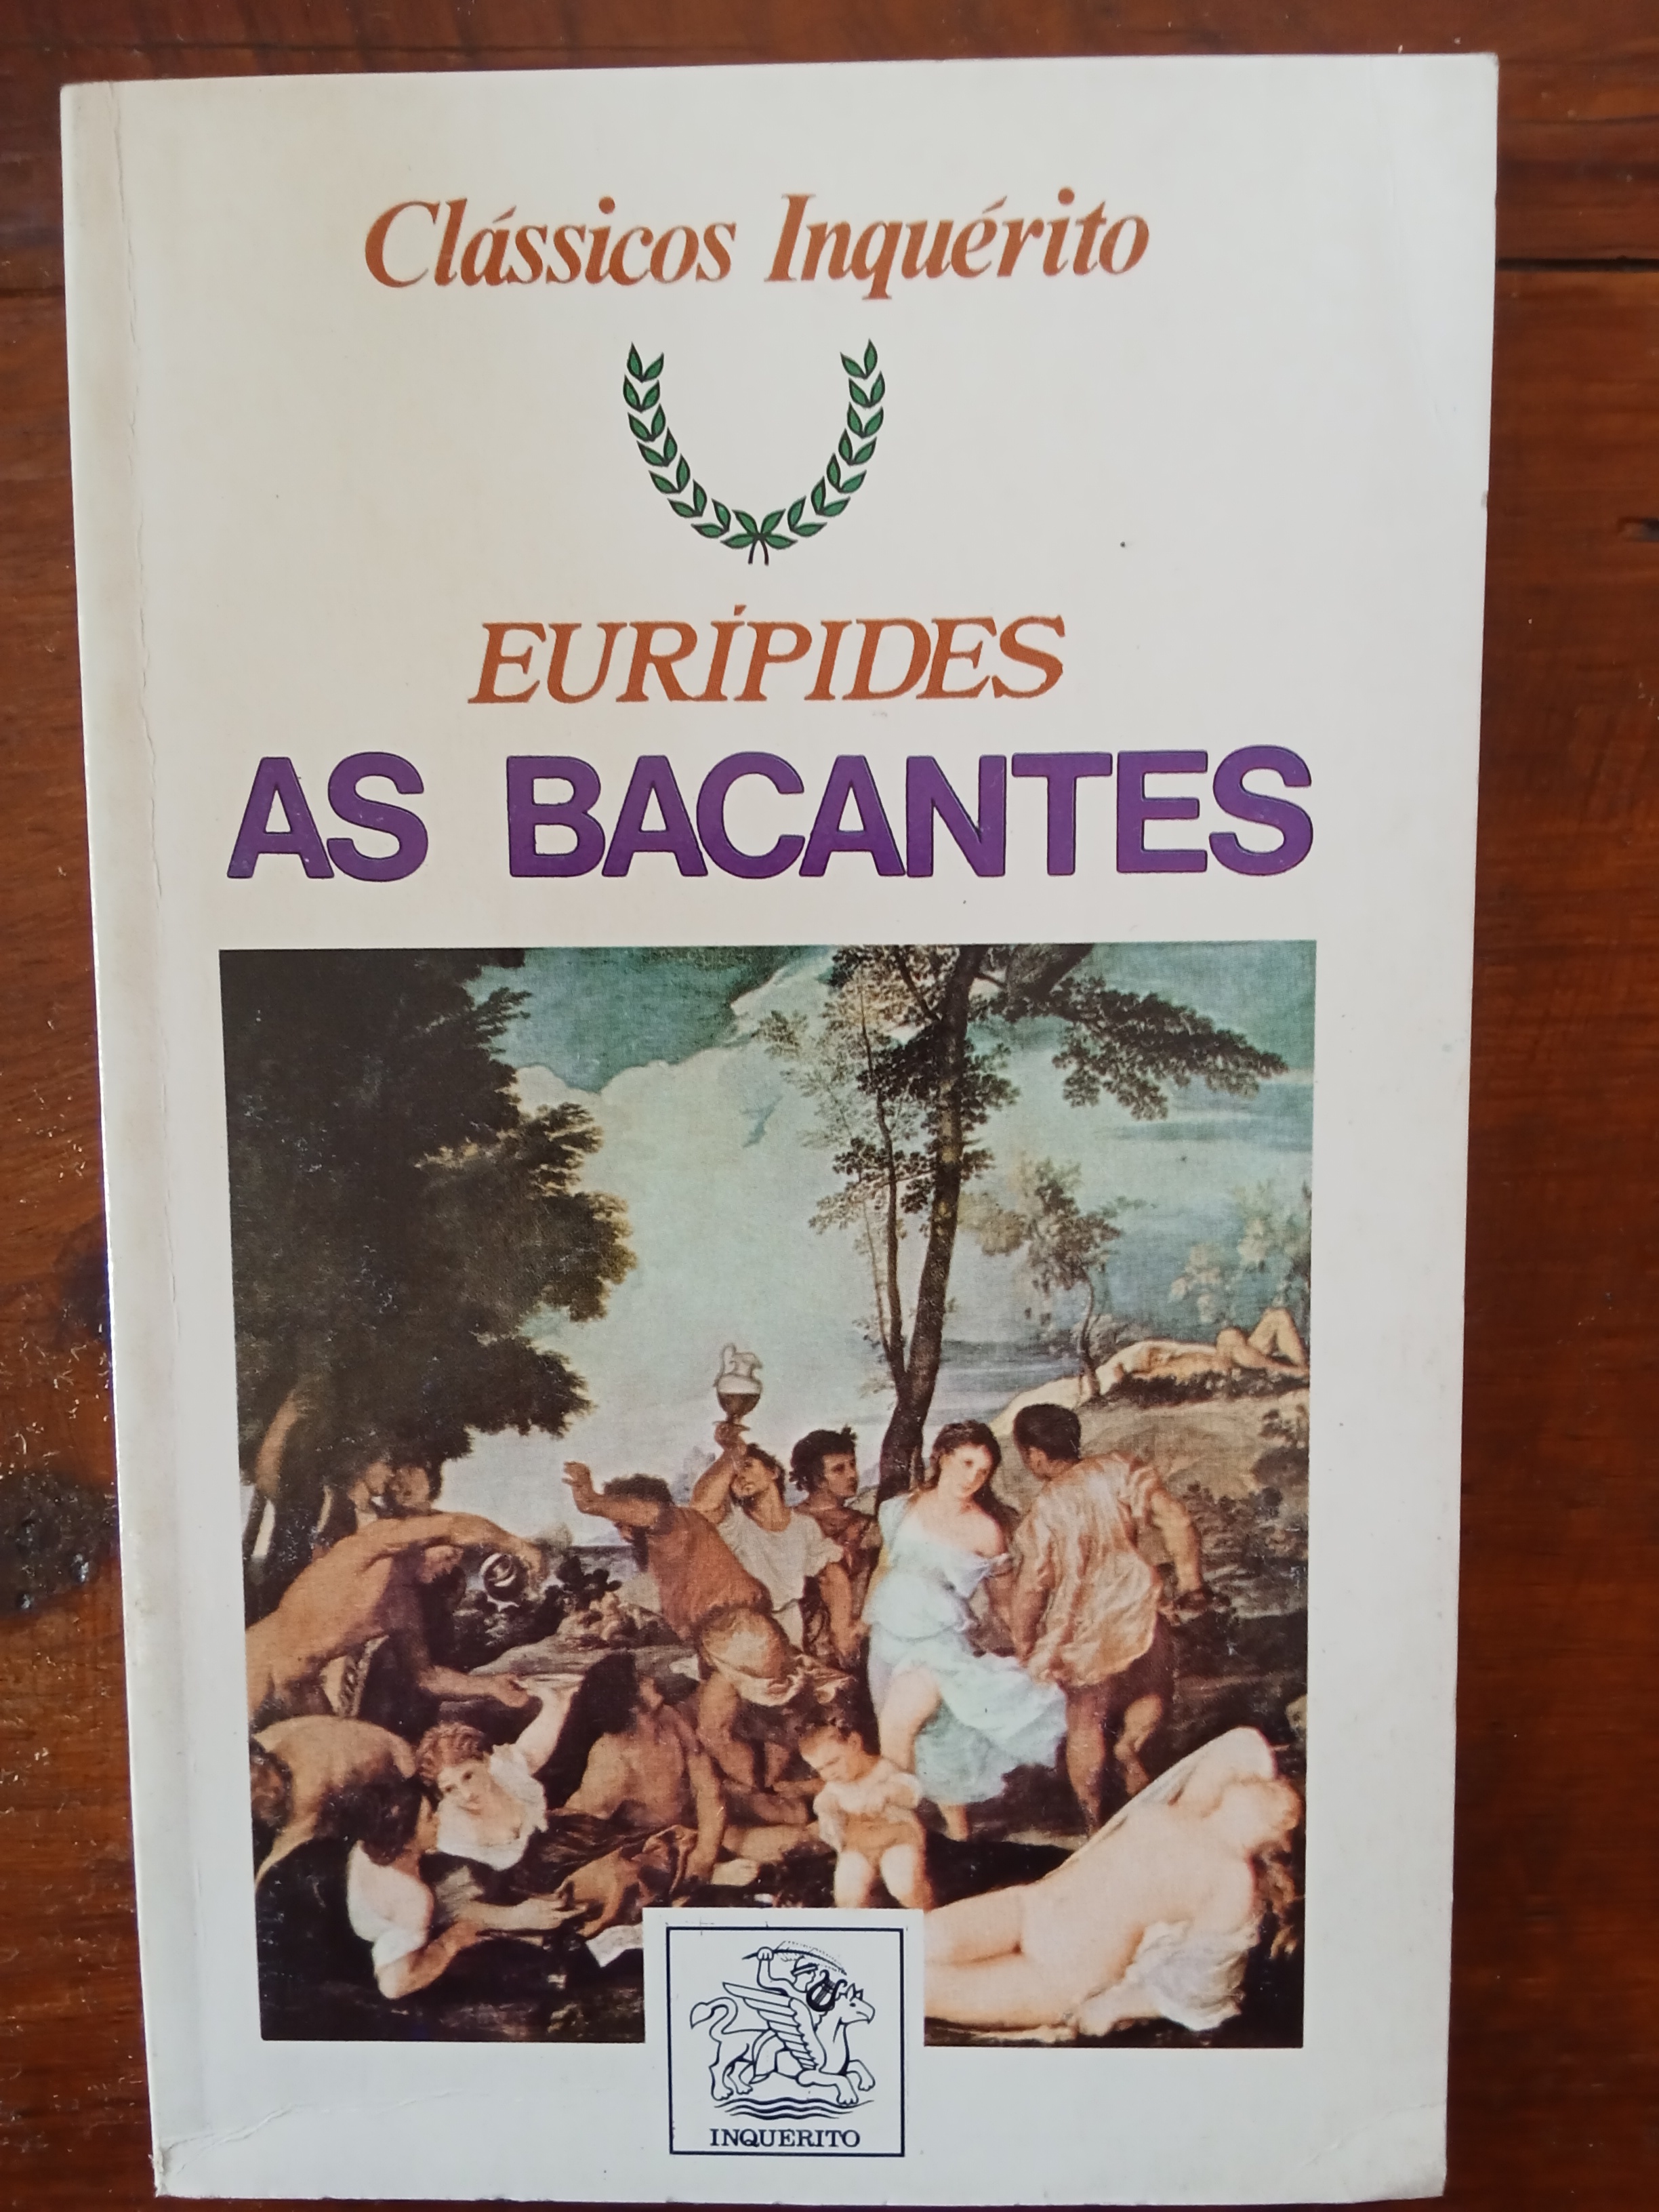 Clássicos Inquérito
EURÍPIDES
AS BACANTES
INQUERITO